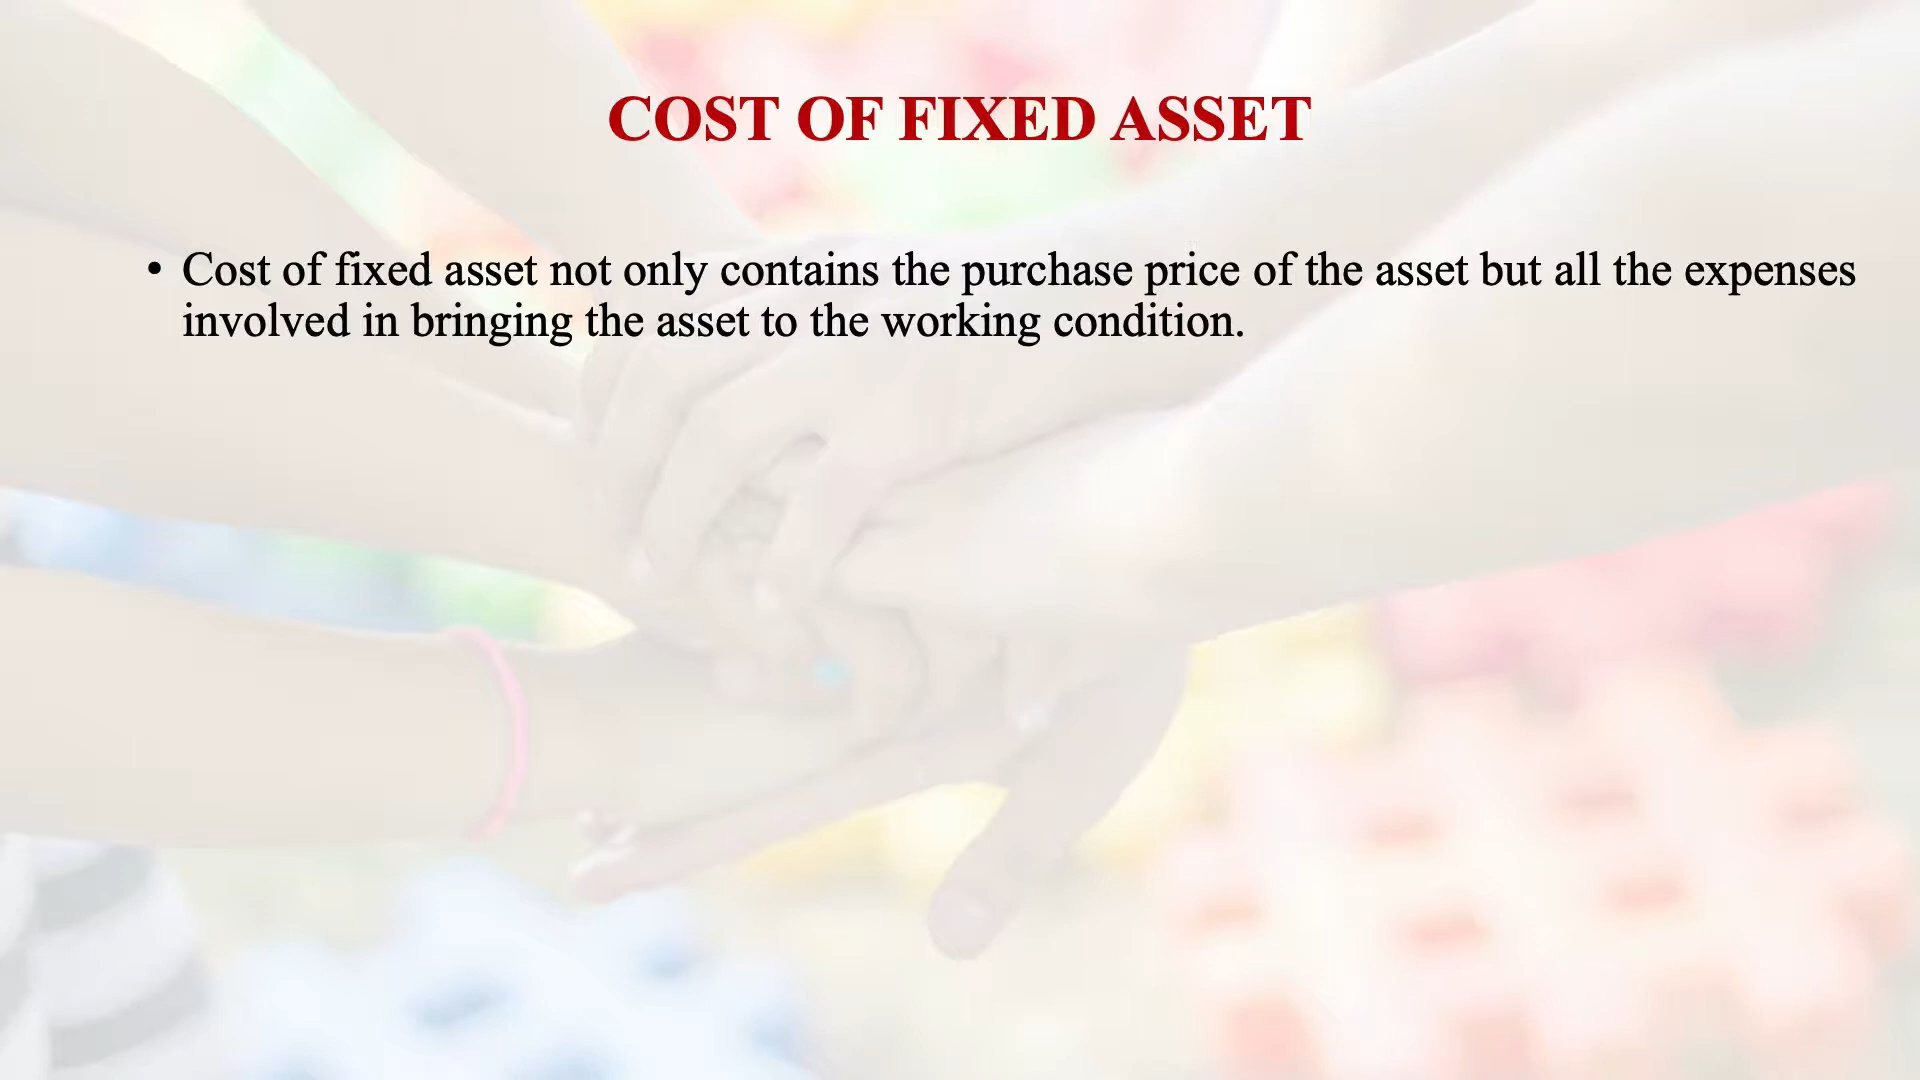 COST OF FIXED ASSET
• Cost of fixed asset not only contains the purchase price of the asset but all the expenses
involved in bringing the asset to the working condition.